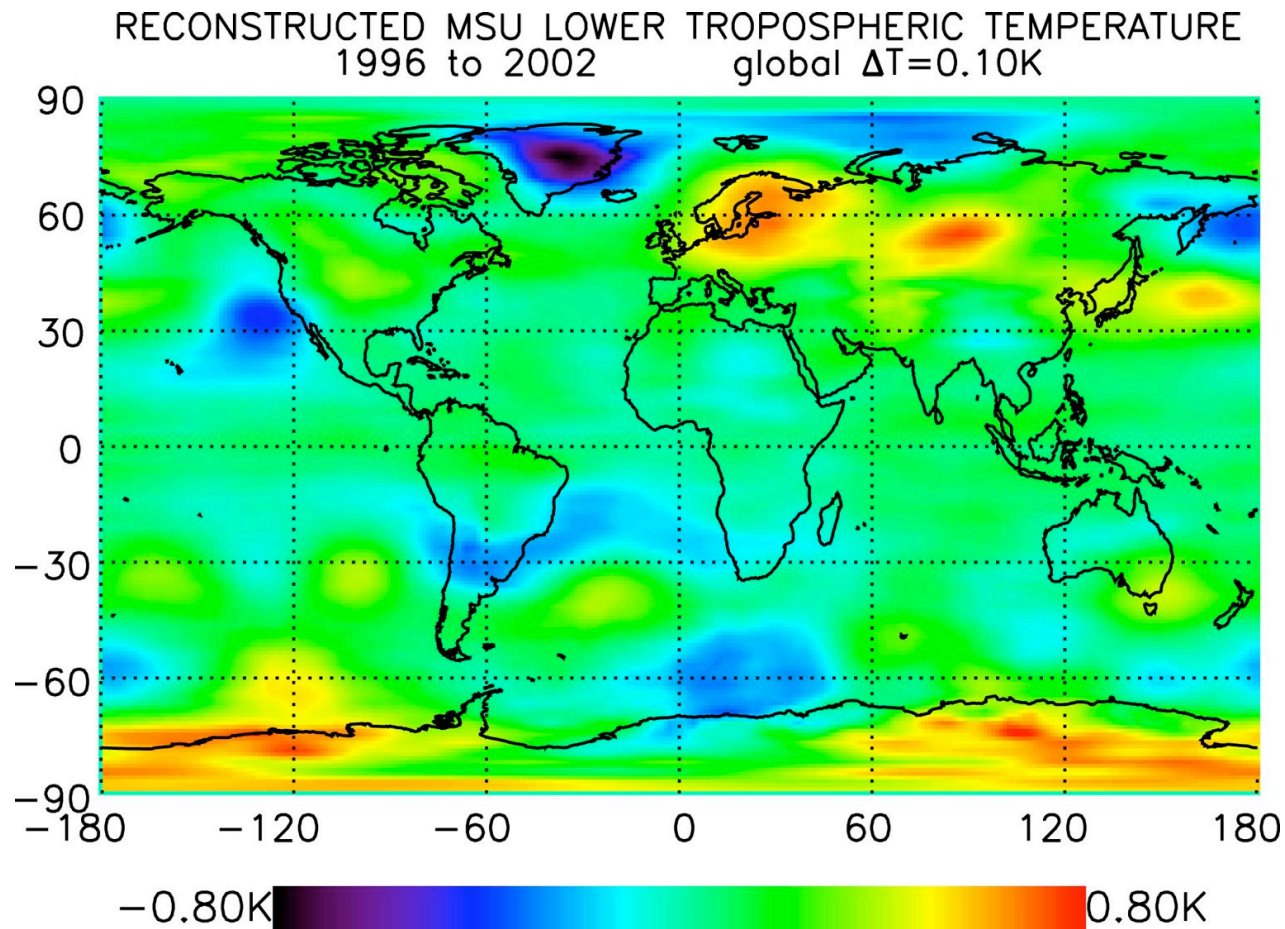 RECONSTRUCTED MSU LOWER TROPOSPHERIC TEMPERATURE
1996 to 2002 global ΔT=0.10K
90
60
30
0
−30
−60
−90
−180 −120 −60 0 60 120 180
−0.80K 0.80K